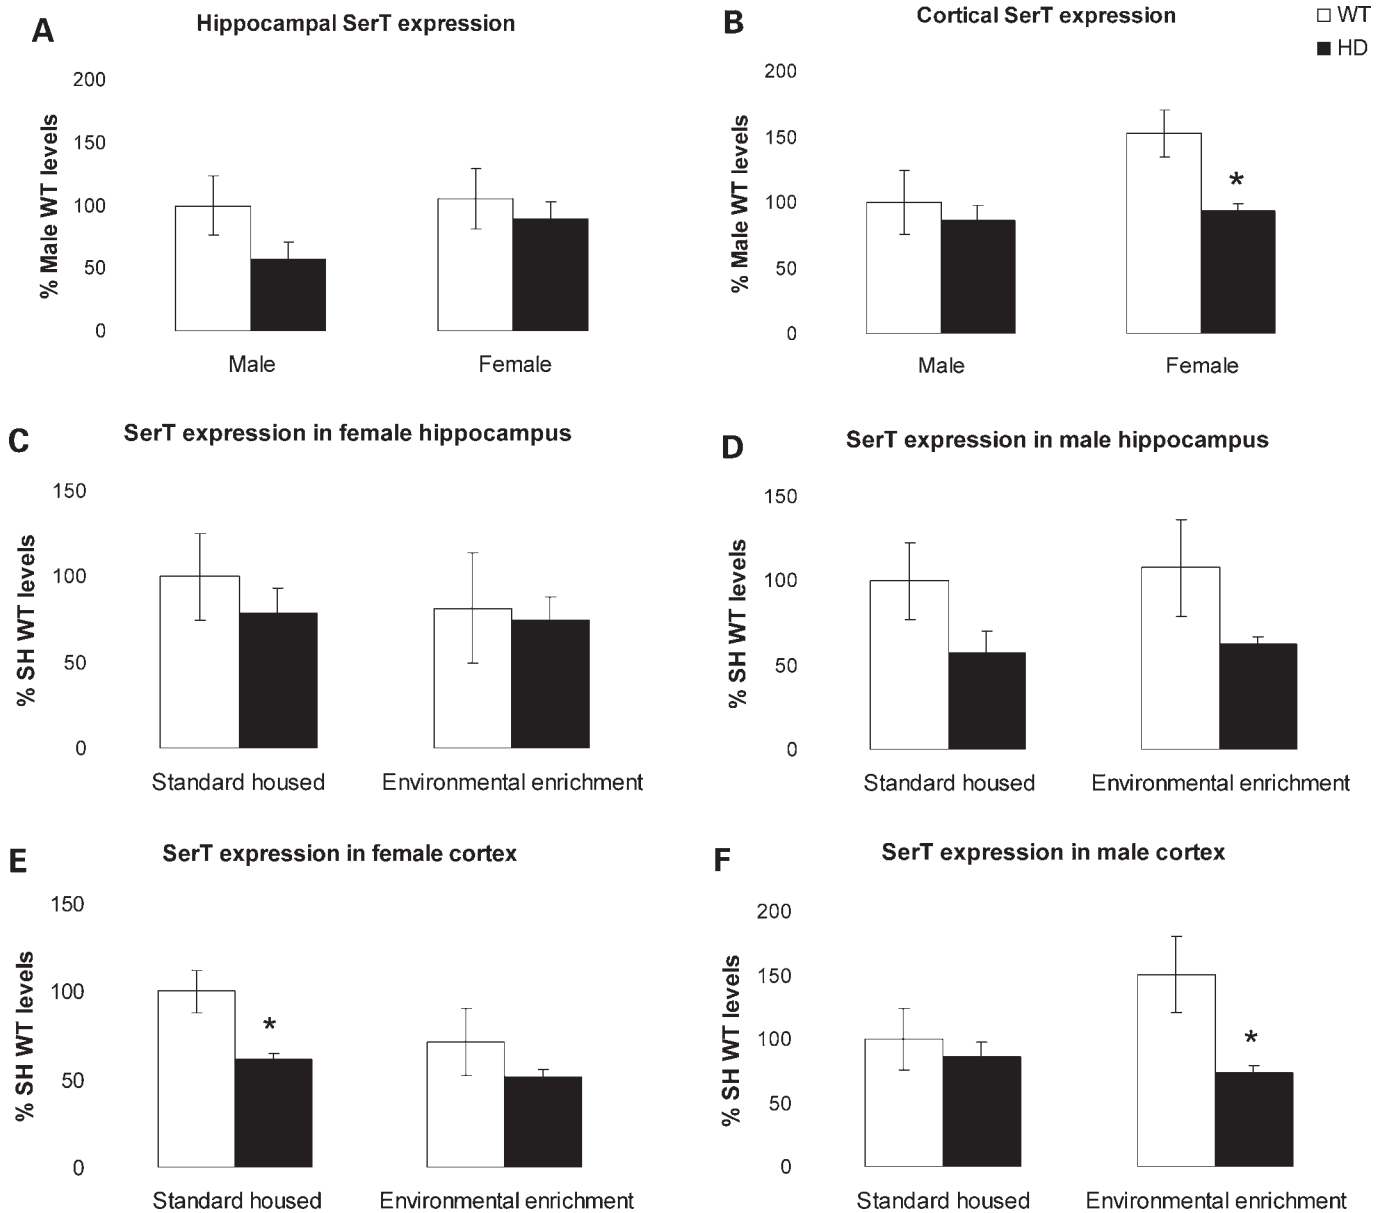 A
Hippocampal SerT expression
% Male WT levels
200
150
100
50
0
Male
Female
B
Cortical SerT expression
WT
HD
% Male WT levels
200
150
100
50
0
*
Male
Female
C
SerT expression in female hippocampus
% SH WT levels
150
100
50
0
Standard housed
Environmental enrichment
D
SerT expression in male hippocampus
% SH WT levels
150
100
50
0
Standard housed
Environmental enrichment
E
SerT expression in female cortex
% SH WT levels
150
100
50
0
*
Standard housed
Environmental enrichment
F
SerT expression in male cortex
% SH WT levels
200
150
100
50
0
*
Standard housed
Environmental enrichment